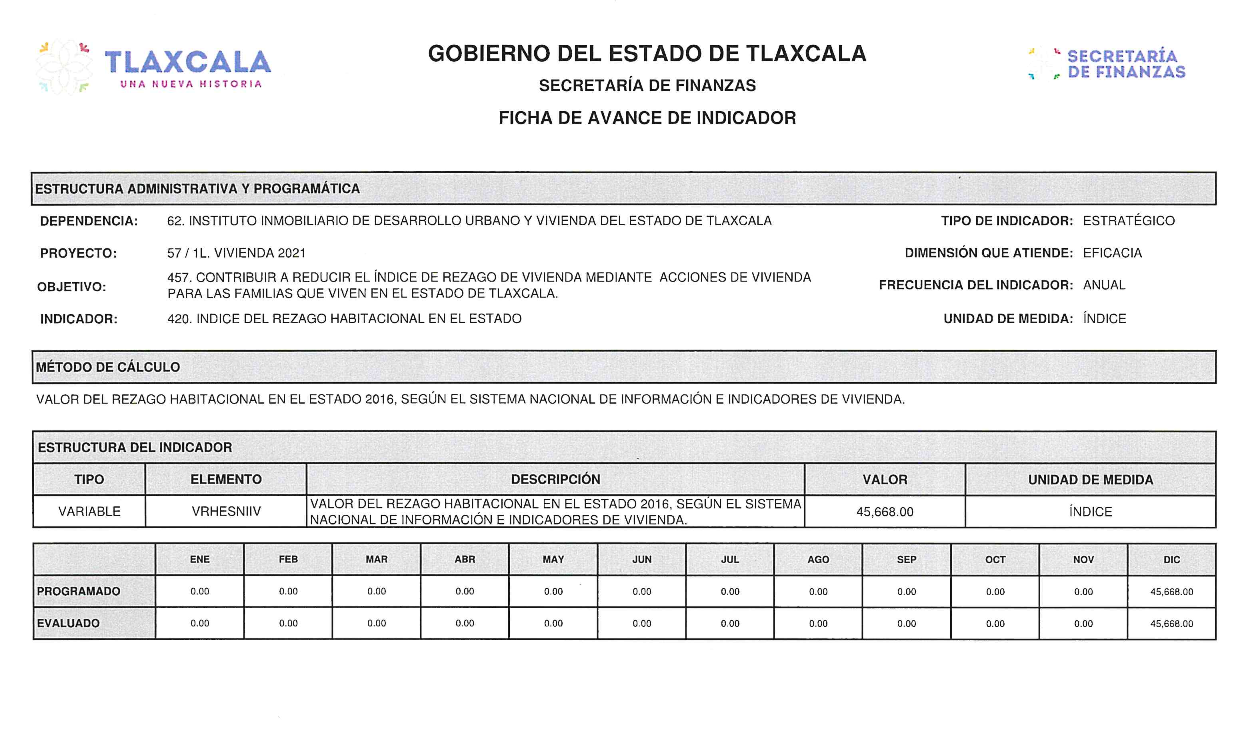 TLAXCALA
UNA NUEVA HISTORIA
GOBIERNO DEL ESTADO DE TLAXCALA
SECRETARÍA DE FINANZAS
FICHA DE AVANCE DE INDICADOR
SECRETARÍA
DE FINANZAS
ESTRUCTURA ADMINISTRATIVA Y PROGRAMÁTICA
DEPENDENCIA: 62. INSTITUTO INMOBILIARIO DE DESARROLLO URBANO Y VIVIENDA DEL ESTADO DE TLAXCALA TIPO DE INDICADOR: ESTRATÉGICO
PROYECTO: 57 / 1L. VIVIENDA 2021 DIMENSIÓN QUE ATIENDE: EFICACIA
OBJETIVO: 457. CONTRIBUIR A REDUCIR EL ÍNDICE DE REZAGO DE VIVIENDA MEDIANTE ACCIONES DE VIVIENDA
PARA LAS FAMILIAS QUE VIVEN EN EL ESTADO DE TLAXCALA.
FRECUENCIA DEL INDICADOR: ANUAL
INDICADOR: 420. INDICE DEL REZAGO HABITACIONAL EN EL ESTADO UNIDAD DE MEDIDA: ÍNDICE
MÉTODO DE CÁLCULO
VALOR DEL REZAGO HABITACIONAL EN EL ESTADO 2016, SEGÚN EL SISTEMA NACIONAL DE INFORMACIÓN E INDICADORES DE VIVIENDA.
ESTRUCTURA DEL INDICADOR
TIPO ELEMENTO DESCRIPCIÓN VALOR UNIDAD DE MEDIDA
VARIABLE VRHESNIIV VALOR DEL REZAGO HABITACIONAL EN EL ESTADO 2016, SEGÚN EL SISTEMA
NACIONAL DE INFORMACIÓN E INDICADORES DE VIVIENDA. 45,668.00 ÍNDICE
ENE FEB MAR ABR MAY JUN JUL AGO SEP OCT NOV DIC
PROGRAMADO 0.00 0.00 0.00 0.00 0.00 0.00 0.00 0.00 0.00 0.00 0.00 45,668.00
EVALUADO 0.00 0.00 0.00 0.00 0.00 0.00 0.00 0.00 0.00 0.00 0.00 45,668.00